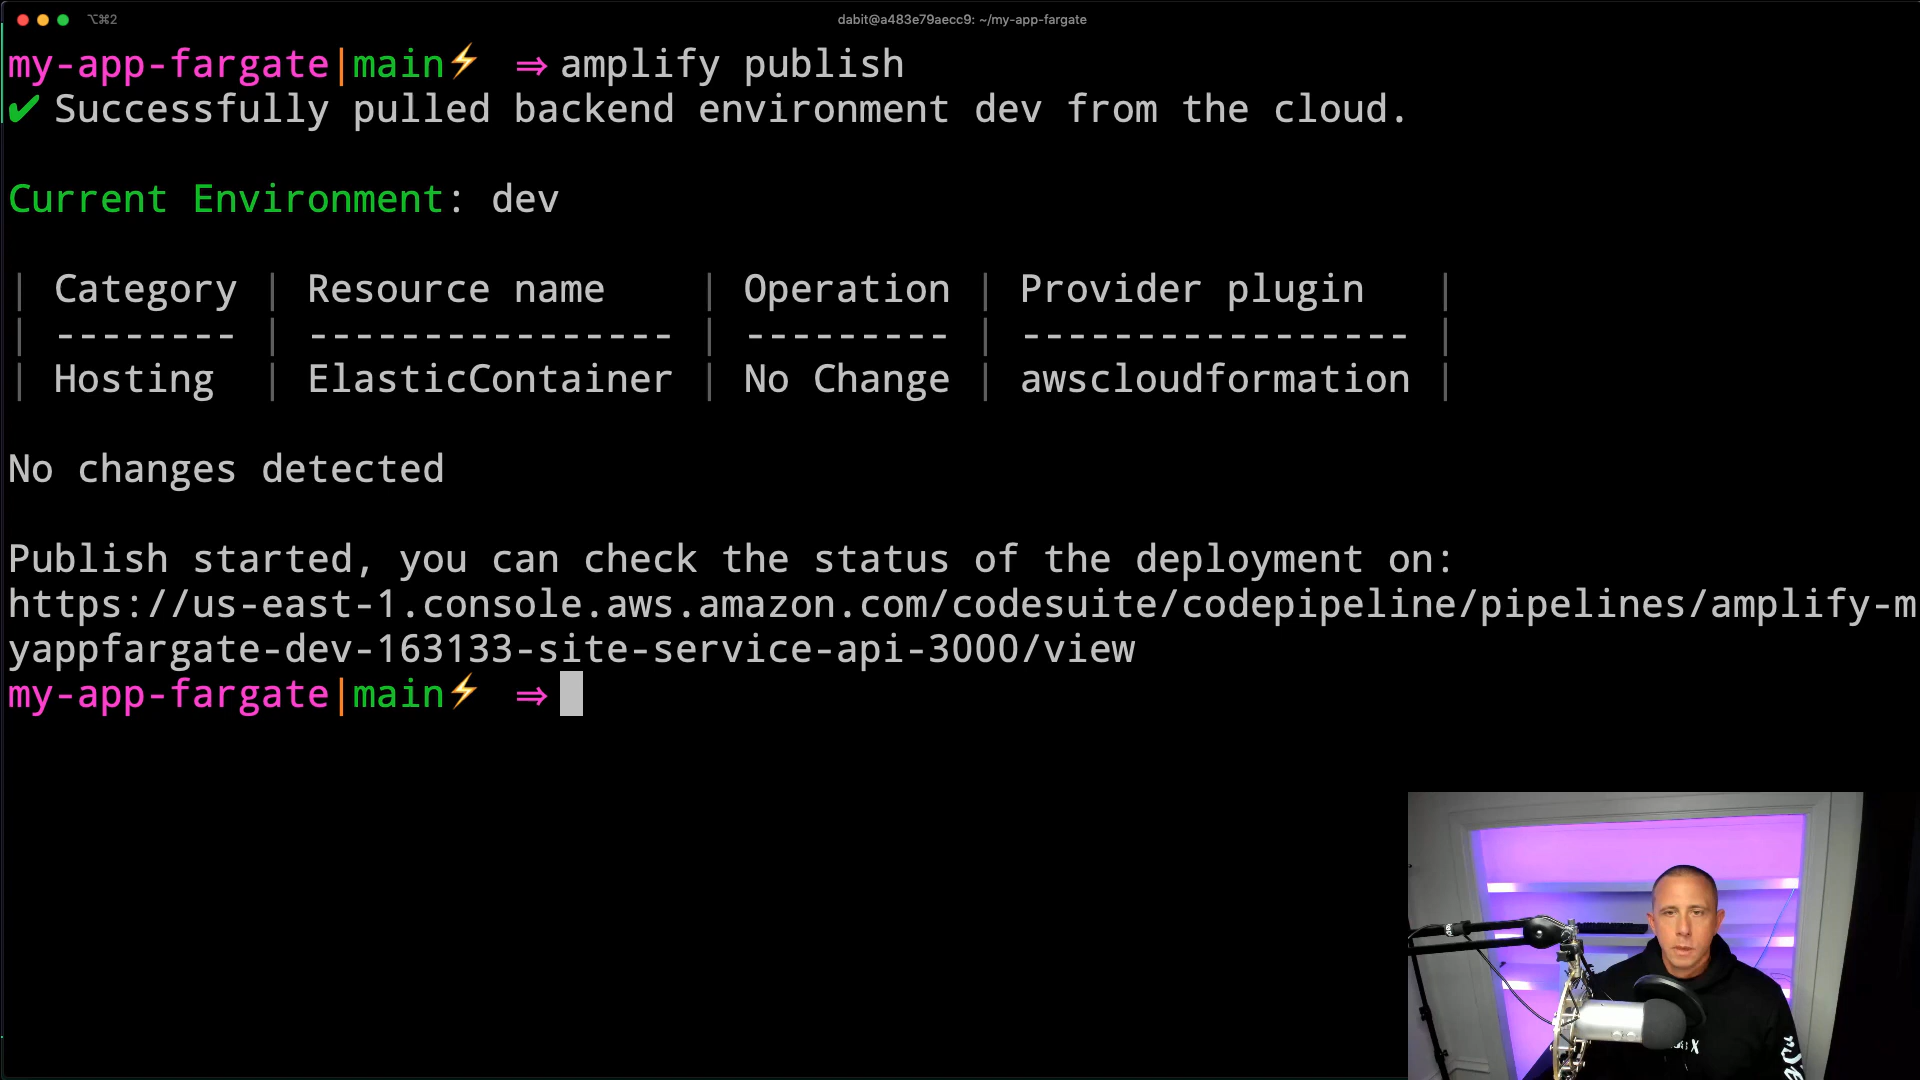 ⌥⌘2
dabit@a483e79aecc9: ~/my-app-fargate
my-app-fargate|main⚡ ⇒ amplify publish
✔ Successfully pulled backend environment dev from the cloud.
Current Environment: dev
| Category | Resource name    | Operation | Provider plugin   |
| -------- | ---------------- | --------- | ----------------- |
| Hosting  | ElasticContainer | No Change | awscloudformation |
No changes detected
Publish started, you can check the status of the deployment on:
https://us-east-1.console.aws.amazon.com/codesuite/codepipeline/pipelines/amplify-m
yappfargate-dev-163133-site-service-api-3000/view
my-app-fargate|main⚡ ⇒